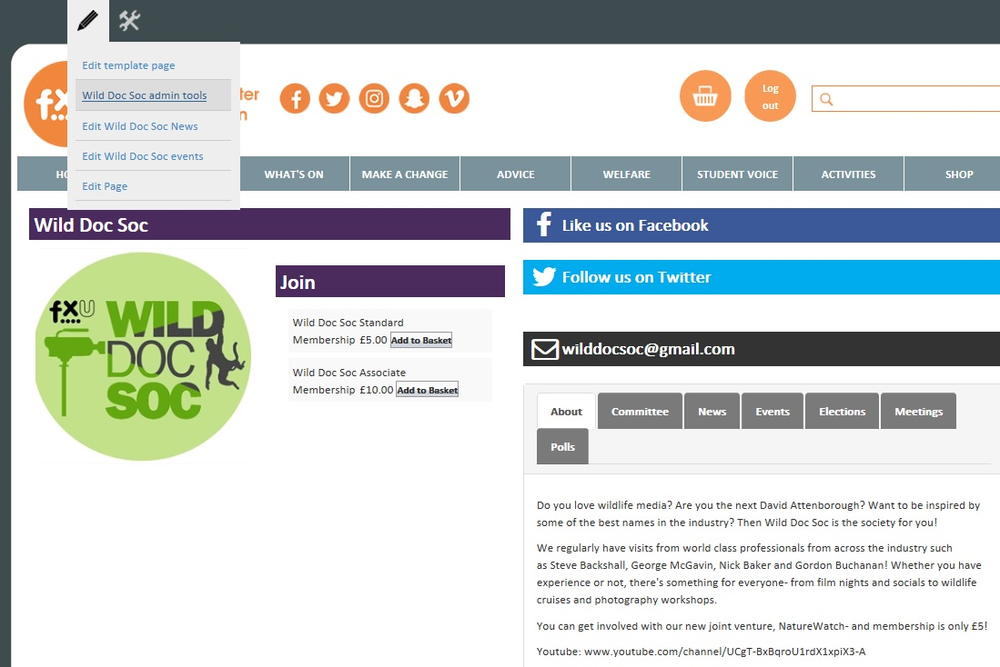 Edit template page
Wild Doc Soc admin tools
Edit Wild Doc Soc News
Edit Wild Doc Soc events
Edit Page
fX
ter
n
Log
out
HO
WHAT'S ON
MAKE A CHANGE
ADVICE
WELFARE
STUDENT VOICE
ACTIVITIES
SHOP
Wild Doc Soc
fXU
WILD
DOC
SOC
Join
Wild Doc Soc Standard
Membership £5.00 Add to Basket
Wild Doc Soc Associate
Membership £10.00 Add to Basket
Like us on Facebook
Follow us on Twitter
wilddocsoc@gmail.com
About
Committee
News
Events
Elections
Meetings
Polls
Do you love wildlife media? Are you the next David Attenborough? Want to be inspired by
some of the best names in the industry? Then Wild Doc Soc is the society for you!
We regularly have visits from world class professionals from across the industry such
as Steve Backshall, George McGavin, Nick Baker and Gordon Buchanan! Whether you have
experience or not, there's something for everyone- from film nights and socials to wildlife
cruises and photography workshops.
You can get involved with our new joint venture, NatureWatch- and membership is only £5!
Youtube: www.youtube.com/channel/UCgT-BxBqroU1rdX1xpiX3-A